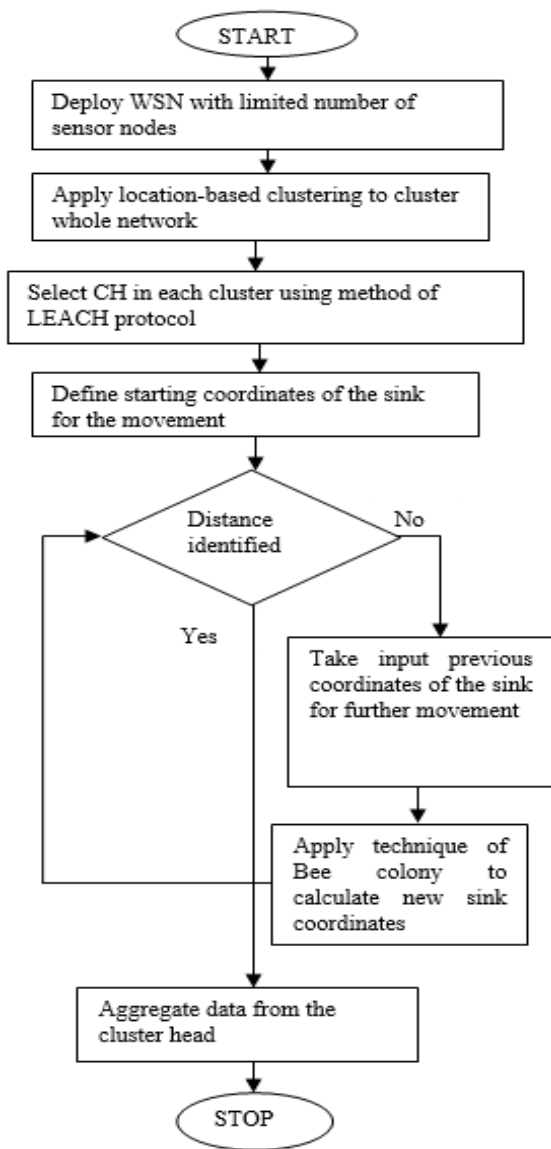 START
Deploy WSN with limited number of
sensor nodes
Apply location-based clustering to cluster
whole network
Select CH in each cluster using method of
LEACH protocol
Define starting coordinates of the sink
for the movement
Distance
identified
No
Yes
Take input previous
coordinates of the sink
for further movement
Apply technique of
Bee colony to
calculate new sink
coordinates
Aggregate data from the
cluster head
STOP